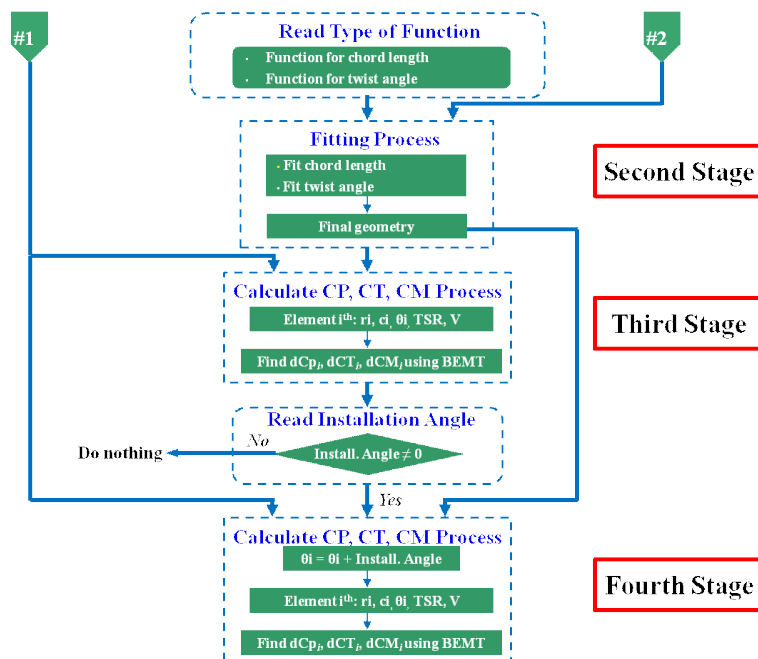 #1
Read Type of Function
#2
· Function for chord length
· Function for twist angle
Fitting Process
· Fit chord length
· Fit twist angle
Second Stage
Final geometry
Calculate CP, CT, CM Process
Element iᵗʰ: ri, ci, θi, TSR, V
Third Stage
Find dCpᵢ, dCTᵢ, dCMᵢ using BEMT
Read Installation Angle
No
Do nothing
Install. Angle ≠ 0
Yes
Calculate CP, CT, CM Process
θi = θi + Install. Angle
Fourth Stage
Element iᵗʰ: ri, ci, θi, TSR, V
Find dCpᵢ, dCTᵢ, dCMᵢ using BEMT